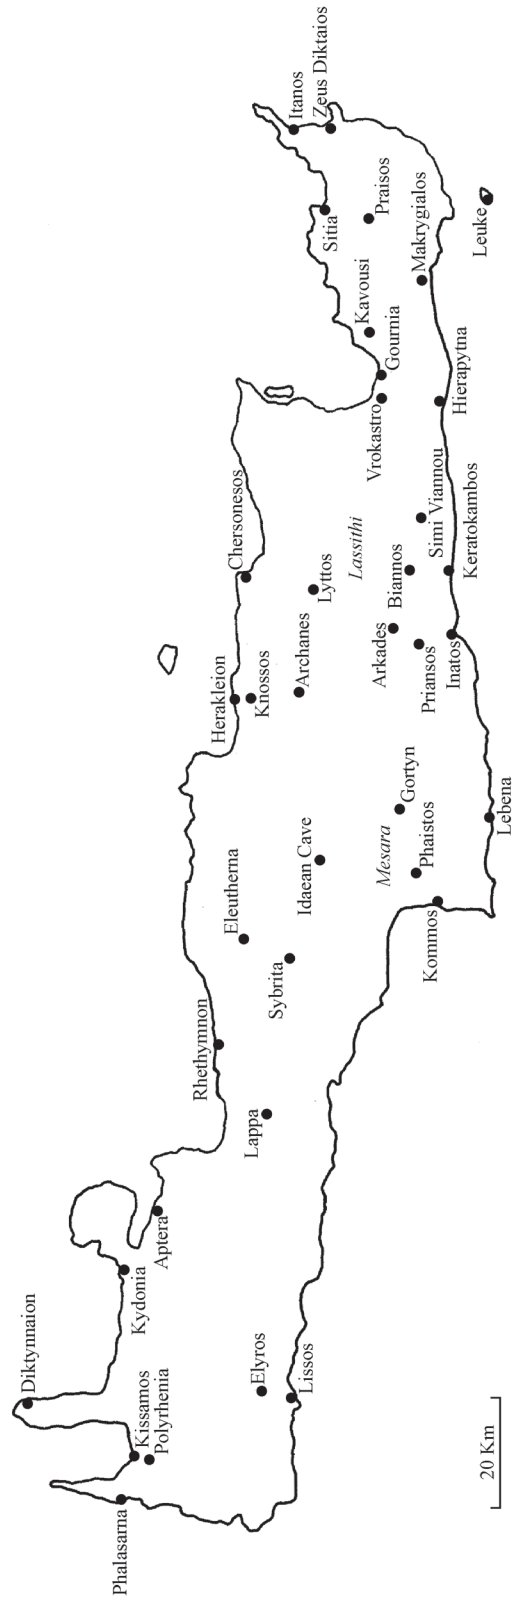 Phalasarna
Kissamos
Polyrhenia
Diktynnaion
Kydonia
Aptera
Elyros
Lissos
Lappa
Rhethymnon
Sybrita
Eleutherna
Idaean Cave
Mesara
Phaistos
Kommos
Gortyn
Lebena
Herakleion
Knossos
Archanes
Arkades
Priansos
Inatos
Chersonesos
Lyttos
Lassithi
Biannos
Simi Viannou
Keratokambos
Vrokastro
Gournia
Kavousi
Hierapytna
Sitia
Praisos
Makrygialos
Leuke
Itanos
Zeus Diktaios
20 Km